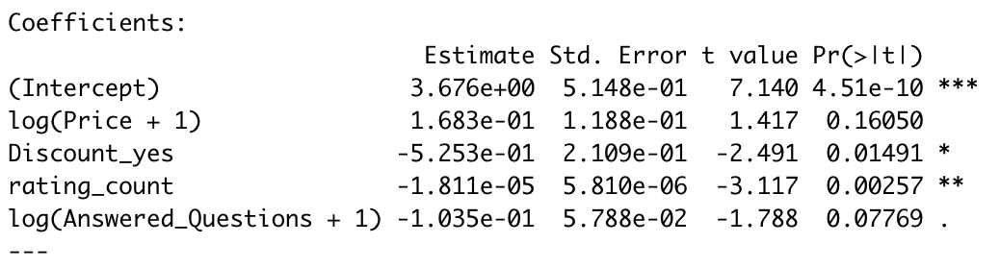 Coefficients:
Estimate Std. Error t value Pr(>|t|)
(Intercept) 3.676e+00 5.148e-01 7.140 4.51e-10 ***
log(Price + 1) 1.683e-01 1.188e-01 1.417 0.16050
Discount_yes -5.253e-01 2.109e-01 -2.491 0.01491 *
rating_count -1.811e-05 5.810e-06 -3.117 0.00257 **
log(Answered_Questions + 1) -1.035e-01 5.788e-02 -1.788 0.07769 .
---